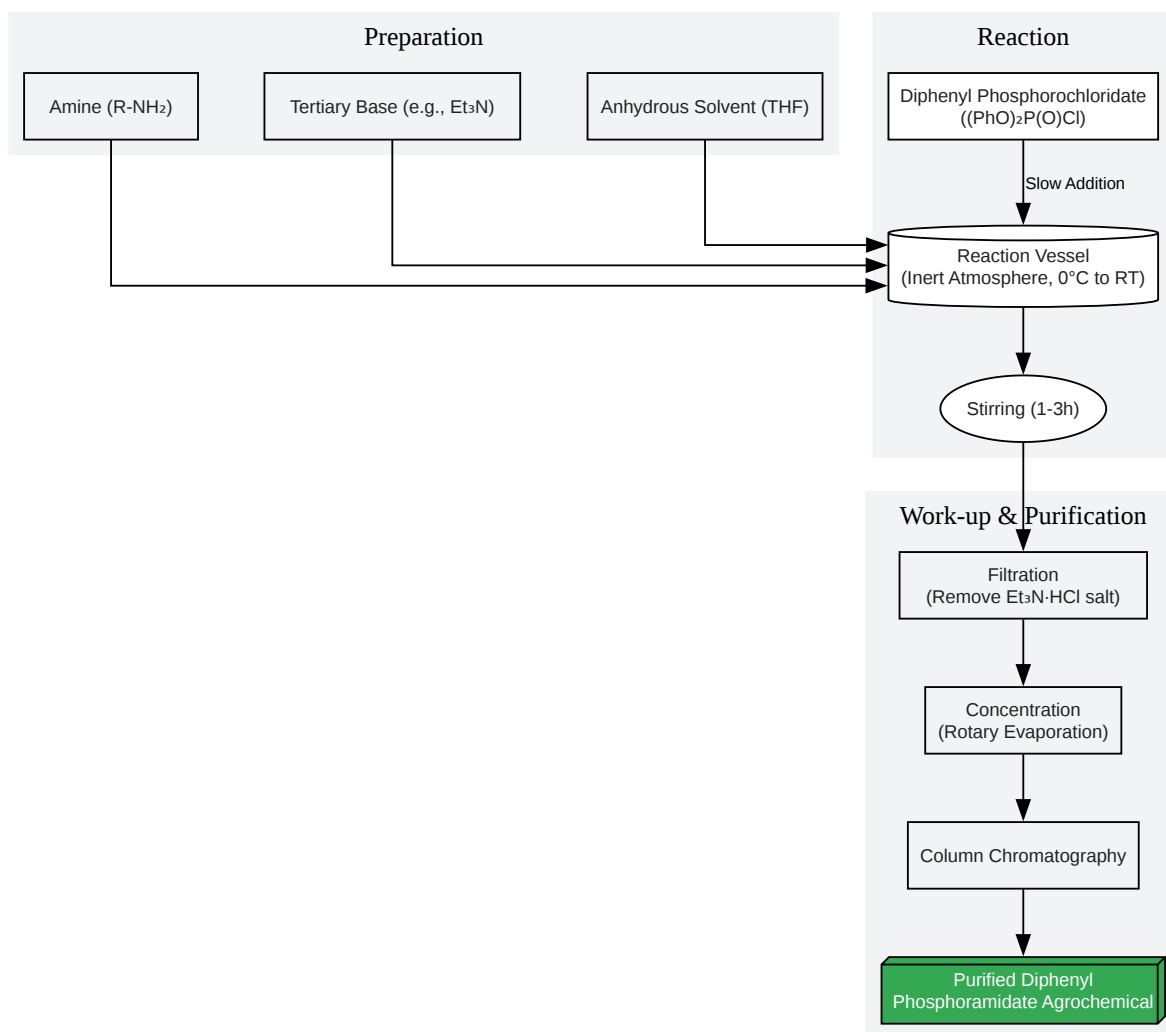 Preparation
Reaction
Amine (R-NH₂)
Tertiary Base (e.g., Et₃N)
Anhydrous Solvent (THF)
Diphenyl Phosphorochloridate
((PhO)₂P(O)Cl)
Slow Addition
Reaction Vessel
(Inert Atmosphere, 0°C to RT)
Stirring (1-3h)
Work-up & Purification
Filtration
(Remove Et₃N·HCl salt)
Concentration
(Rotary Evaporation)
Column Chromatography
Purified Diphenyl
Phosphoramidate Agrochemical